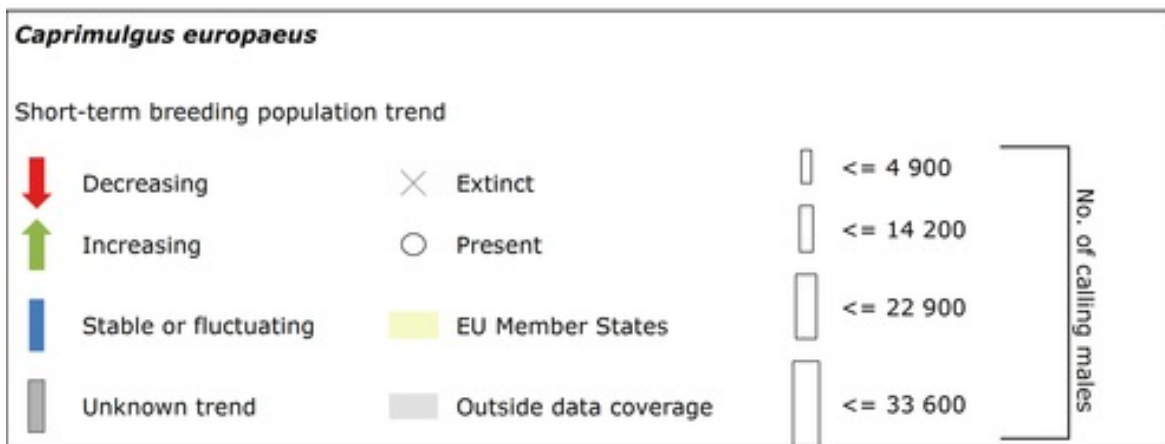 Caprimulgus europaeus
Short-term breeding population trend
Decreasing
Increasing
Stable or fluctuating
Unknown trend
Extinct
Present
EU Member States
Outside data coverage
<= 4 900
<= 14 200
<= 22 900
<= 33 600
No. of calling males